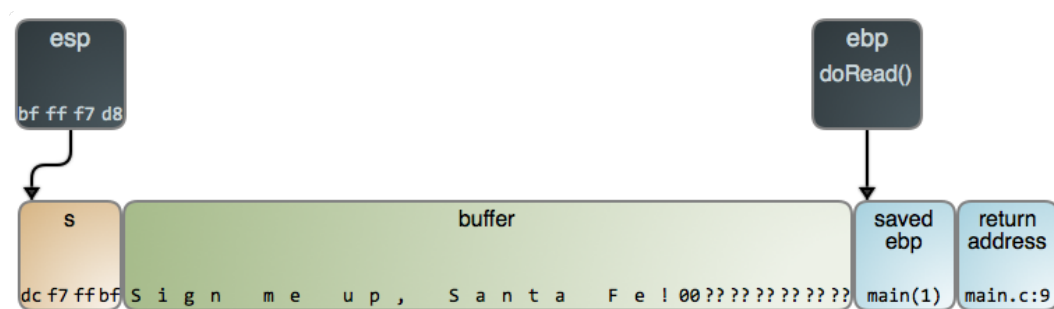 esp
bf ff f7 d8
ebp
doRead()
s
dc f7 ff bf
buffer
S i g n   m e   u p ,   S a n t a   F e ! 00 ?? ?? ?? ?? ?? ??
saved
ebp
main(1)
return
address
main.c:9